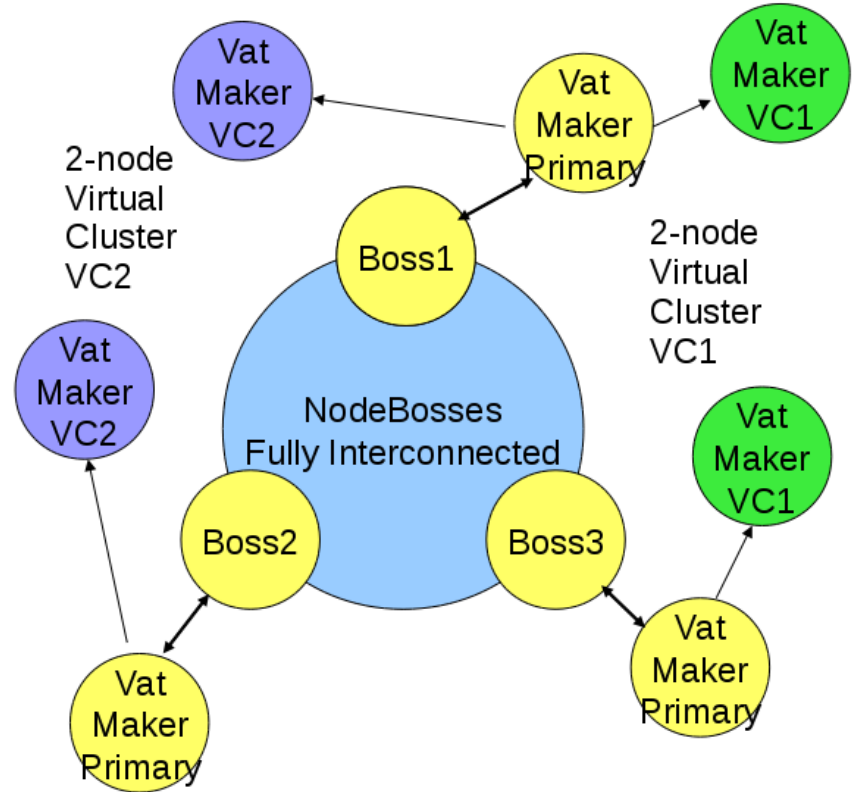 Vat
Maker
VC2
Vat
Maker
Primary
Vat
Maker
VC1
2-node
Virtual
Cluster
VC2
Boss1
2-node
Virtual
Cluster
VC1
Vat
Maker
VC2
NodeBosses
Fully Interconnected
Vat
Maker
VC1
Boss2
Boss3
Vat
Maker
Primary
Vat
Maker
Primary